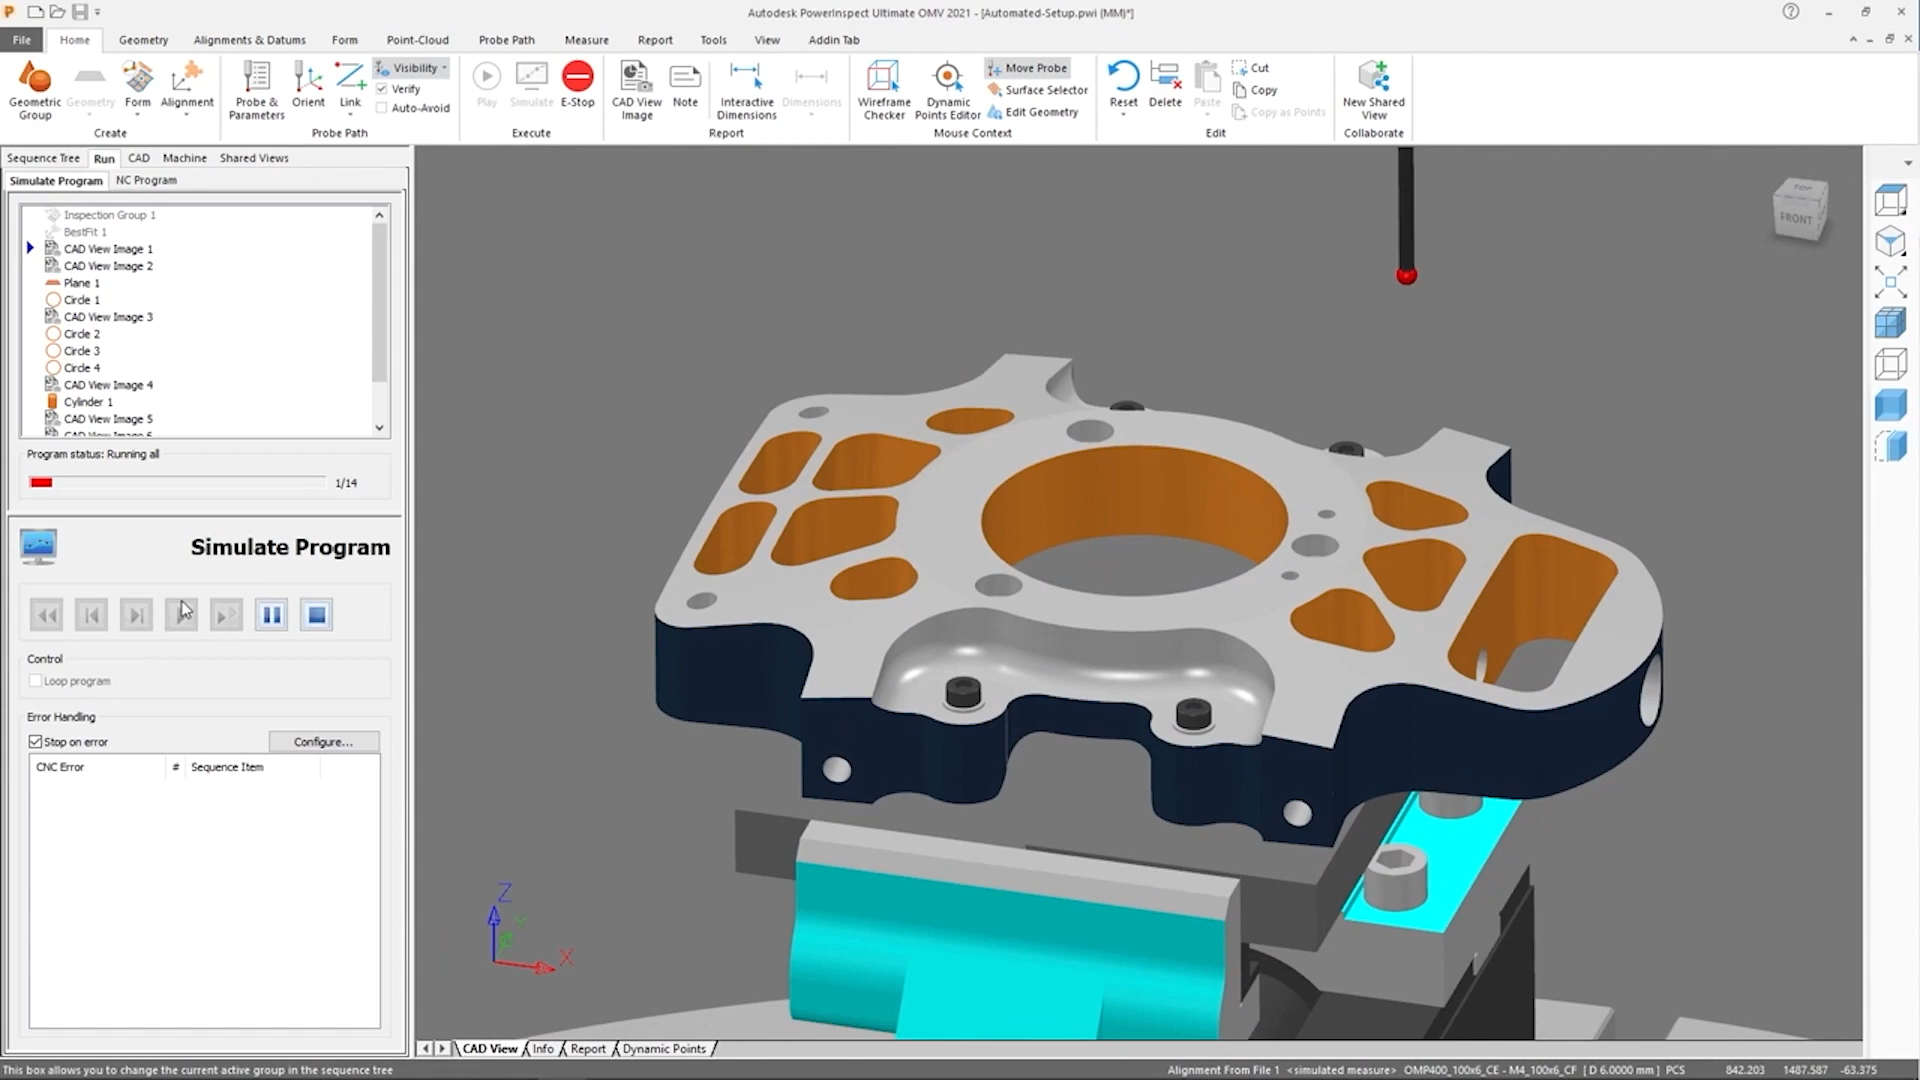 Autodesk PowerInspect Ultimate OMV 2021 - [Automated-Setup.pwi (MM)*]
File Home Geometry Alignments & Datums Form Point-Cloud Probe Path Measure Report Tools View Addin Tab
Geometric Group
Geometry
Form
Alignment
Create
Probe & Parameters
Orient
Link
Visibility
Verify
Auto-Avoid
Probe Path
Play
Simulate
E-Stop
Execute
CAD View Image
Note
Interactive Dimensions
Dimensions
Report
Wireframe Checker
Dynamic Points Editor
Move Probe
Surface Selector
Edit Geometry
Mouse Context
Reset
Delete
Paste
Cut
Copy
Copy as Points
Edit
New Shared View
Collaborate
Sequence Tree Run CAD Machine Shared Views
Simulate Program NC Program
Inspection Group 1
BestFit 1
CAD View Image 1
CAD View Image 2
Plane 1
Circle 1
CAD View Image 3
Circle 2
Circle 3
Circle 4
CAD View Image 4
Cylinder 1
CAD View Image 5
CAD View Image 6
Program status: Running all
1/14
Simulate Program
Control
Loop program
Error Handling
Stop on error
Configure...
CNC Error # Sequence Item
TOP
FRONT
Z
Y
X
CAD View Info Report Dynamic Points
This box allows you to change the current active group in the sequence tree
Alignment From File 1 <simulated measure> OMP400_100x6_CE - M4_100x6_CF [ D 6.0000 mm ] PCS 842.203 1487.587 -63.375